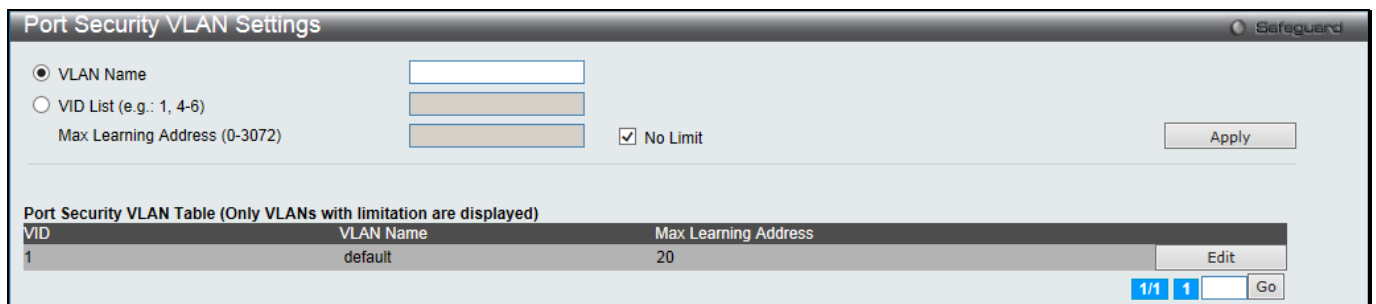 Port Security VLAN Settings
Safeguard
VLAN Name
VID List (e.g.: 1, 4-6)
Max Learning Address (0-3072)
No Limit
Apply
Port Security VLAN Table (Only VLANs with limitation are displayed)
VID VLAN Name Max Learning Address
1 default 20 Edit
1/1 1 Go